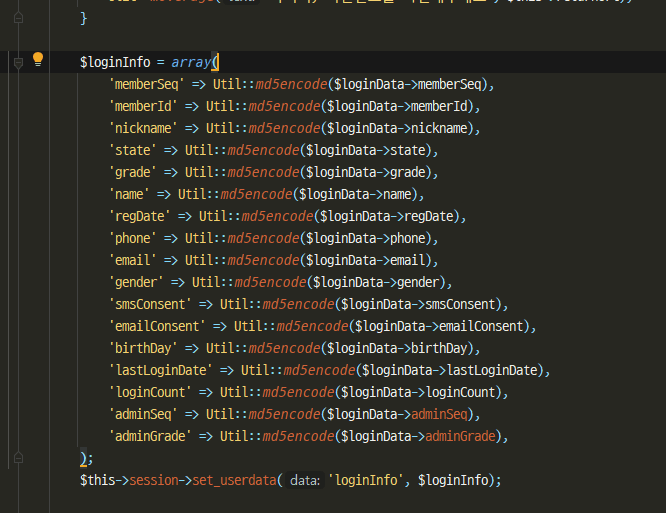 }
$loginInfo = array(
'memberSeq' => Util::md5encode($loginData->memberSeq),
'memberId' => Util::md5encode($loginData->memberId),
'nickname' => Util::md5encode($loginData->nickname),
'state' => Util::md5encode($loginData->state),
'grade' => Util::md5encode($loginData->grade),
'name' => Util::md5encode($loginData->name),
'regDate' => Util::md5encode($loginData->regDate),
'phone' => Util::md5encode($loginData->phone),
'email' => Util::md5encode($loginData->email),
'gender' => Util::md5encode($loginData->gender),
'smsConsent' => Util::md5encode($loginData->smsConsent),
'emailConsent' => Util::md5encode($loginData->emailConsent),
'birthDay' => Util::md5encode($loginData->birthDay),
'lastLoginDate' => Util::md5encode($loginData->lastLoginDate),
'loginCount' => Util::md5encode($loginData->loginCount),
'adminSeq' => Util::md5encode($loginData->adminSeq),
'adminGrade' => Util::md5encode($loginData->adminGrade),
);
$this->session->set_userdata( data: 'loginInfo', $loginInfo);